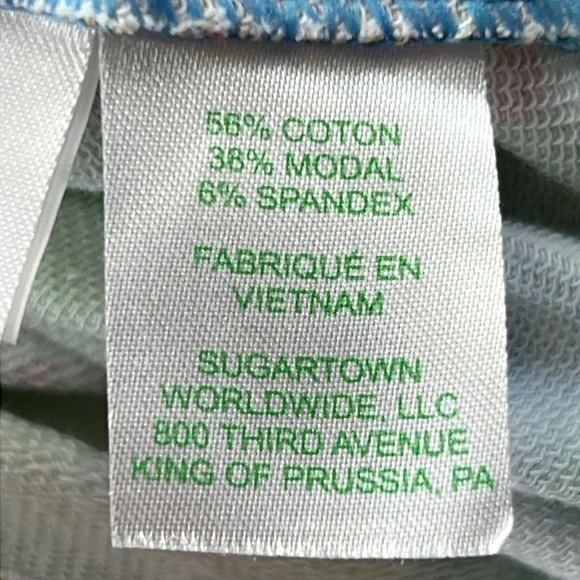 56% COTON
38% MODAL
6% SPANDEX
FABRIQUÉ EN
VIETNAM
SUGARTOWN
WORLDWIDE, LLC
800 THIRD AVENUE
KING OF PRUSSIA, PA